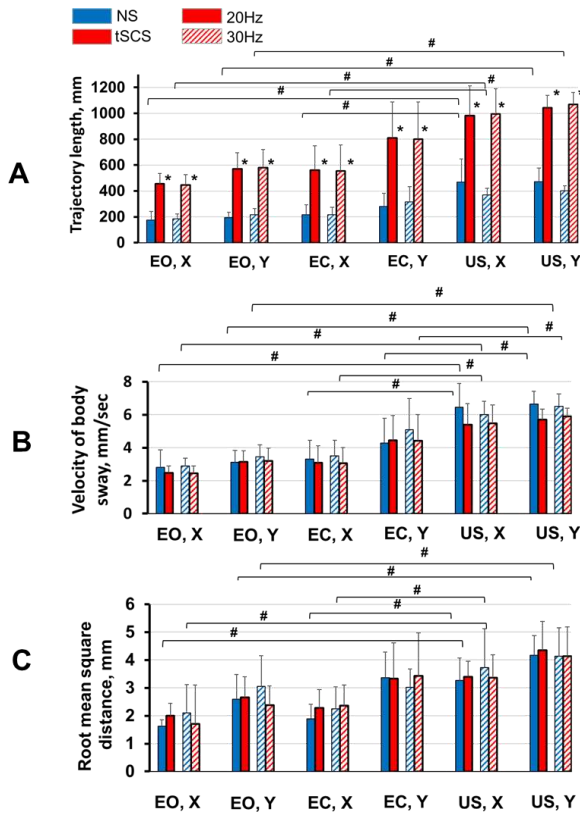 NS 20Hz
tSCS 30Hz
A
Trajectory length, mm
# # # # # #
1200
1000
800
600
400
200
0
* * * * * * * * * * * *
EO, X EO, Y EC, X EC, Y US, X US, Y
B
Velocity of body
sway, mm/sec
# # # # # # # #
8
6
4
2
0
EO, X EO, Y EC, X EC, Y US, X US, Y
C
Root mean square
distance, mm
# # # # # #
6
5
4
3
2
1
0
EO, X EO, Y EC, X EC, Y US, X US, Y